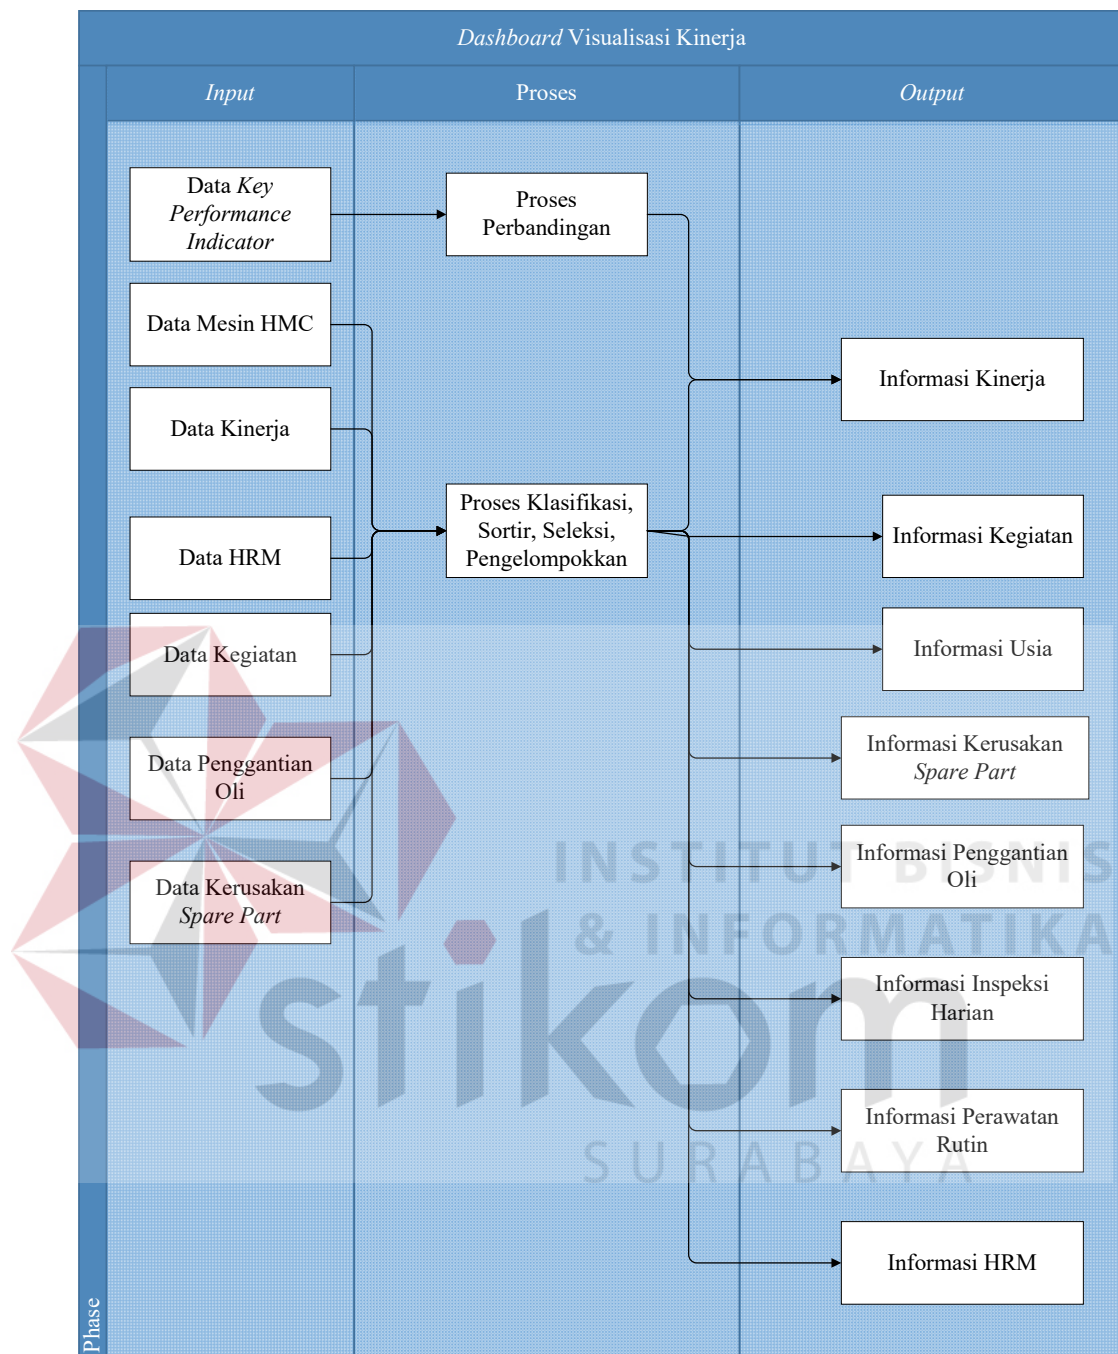 Dashboard Visualisasi Kinerja
Input
Proses
Output
Data Key
Performance
Indicator
Data Mesin HMC
Data Kinerja
Data HRM
Data Kegiatan
Data Penggantian
Oli
Data Kerusakan
Spare Part
Proses
Perbandingan
Proses Klasifikasi,
Sortir, Seleksi,
Pengelompokkan
Informasi Kinerja
Informasi Kegiatan
Informasi Usia
Informasi Kerusakan
Spare Part
Informasi Penggantian
Oli
Informasi Inspeksi
Harian
Informasi Perawatan
Rutin
Informasi HRM
Phase
INSTITUT BISNIS
& INFORMATIKA
stikom
SURABAYA